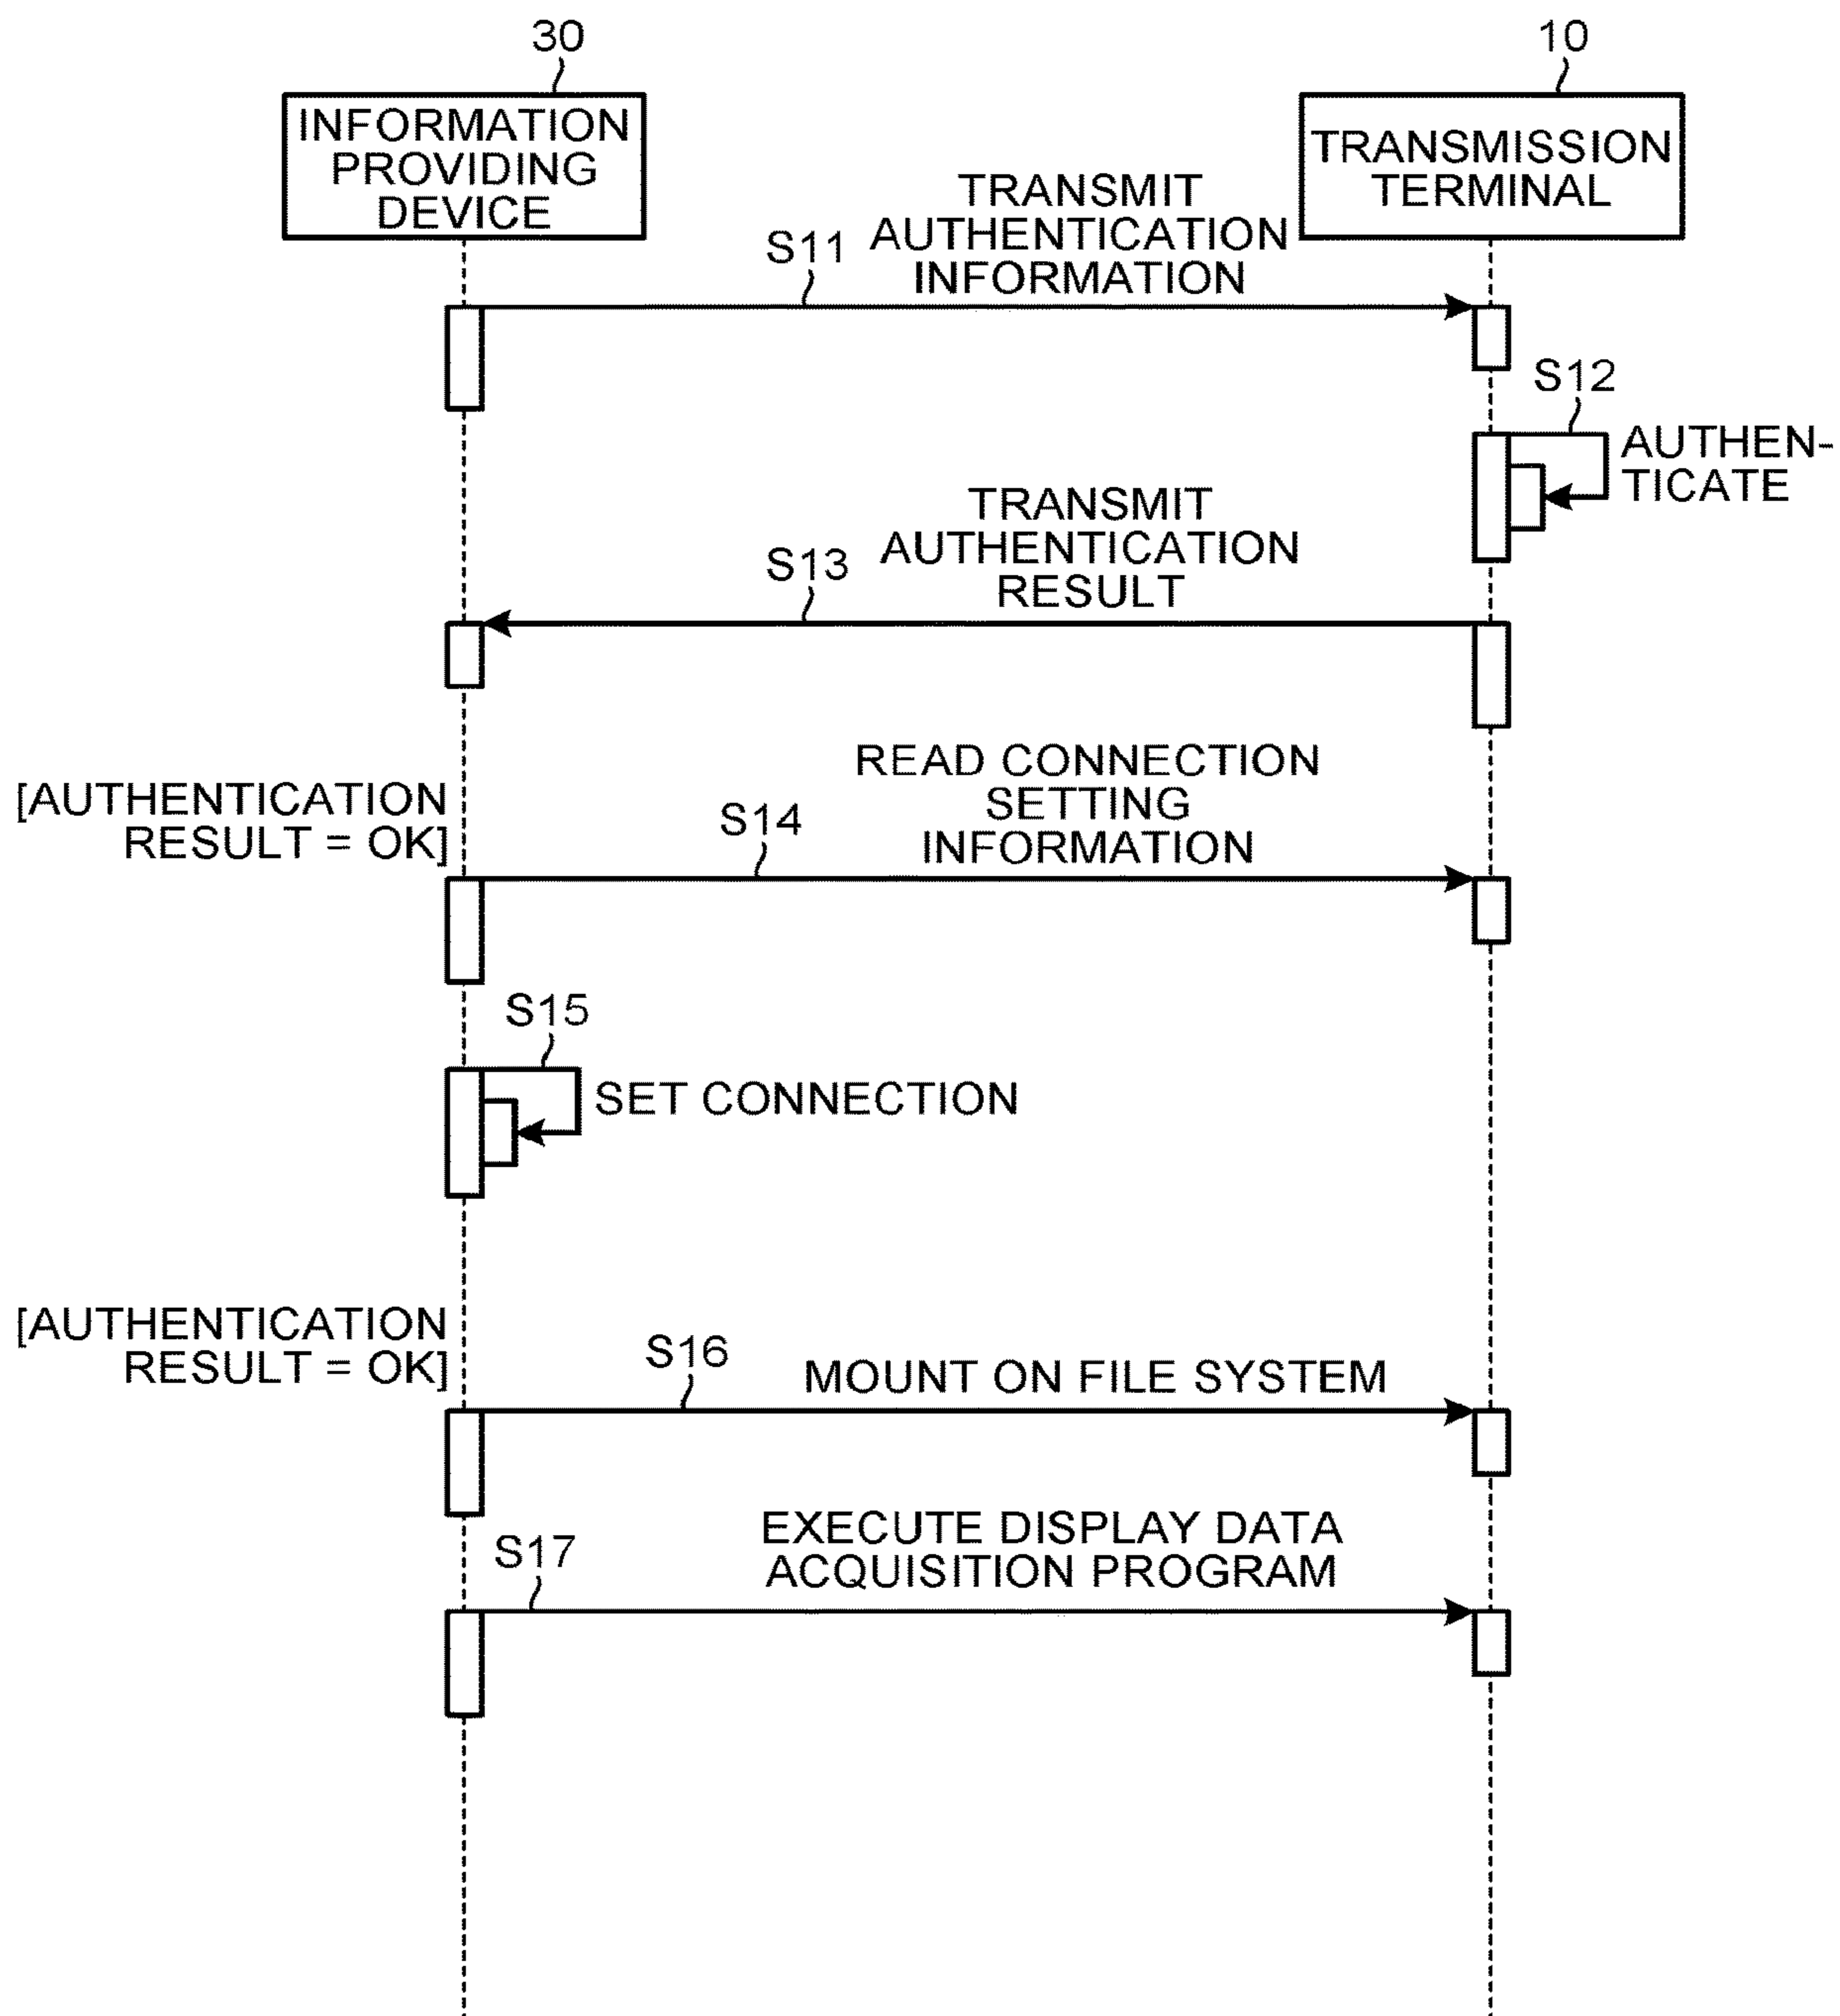 30
10
INFORMATION
PROVIDING
DEVICE
TRANSMISSION
TERMINAL
TRANSMIT
AUTHENTICATION
INFORMATION
S11
S12
AUTHEN-
TICATE
TRANSMIT
AUTHENTICATION
RESULT
S13
[AUTHENTICATION
RESULT = OK]
READ CONNECTION
SETTING
INFORMATION
S14
S15
SET CONNECTION
[AUTHENTICATION
RESULT = OK]
S16
MOUNT ON FILE SYSTEM
S17
EXECUTE DISPLAY DATA
ACQUISITION PROGRAM